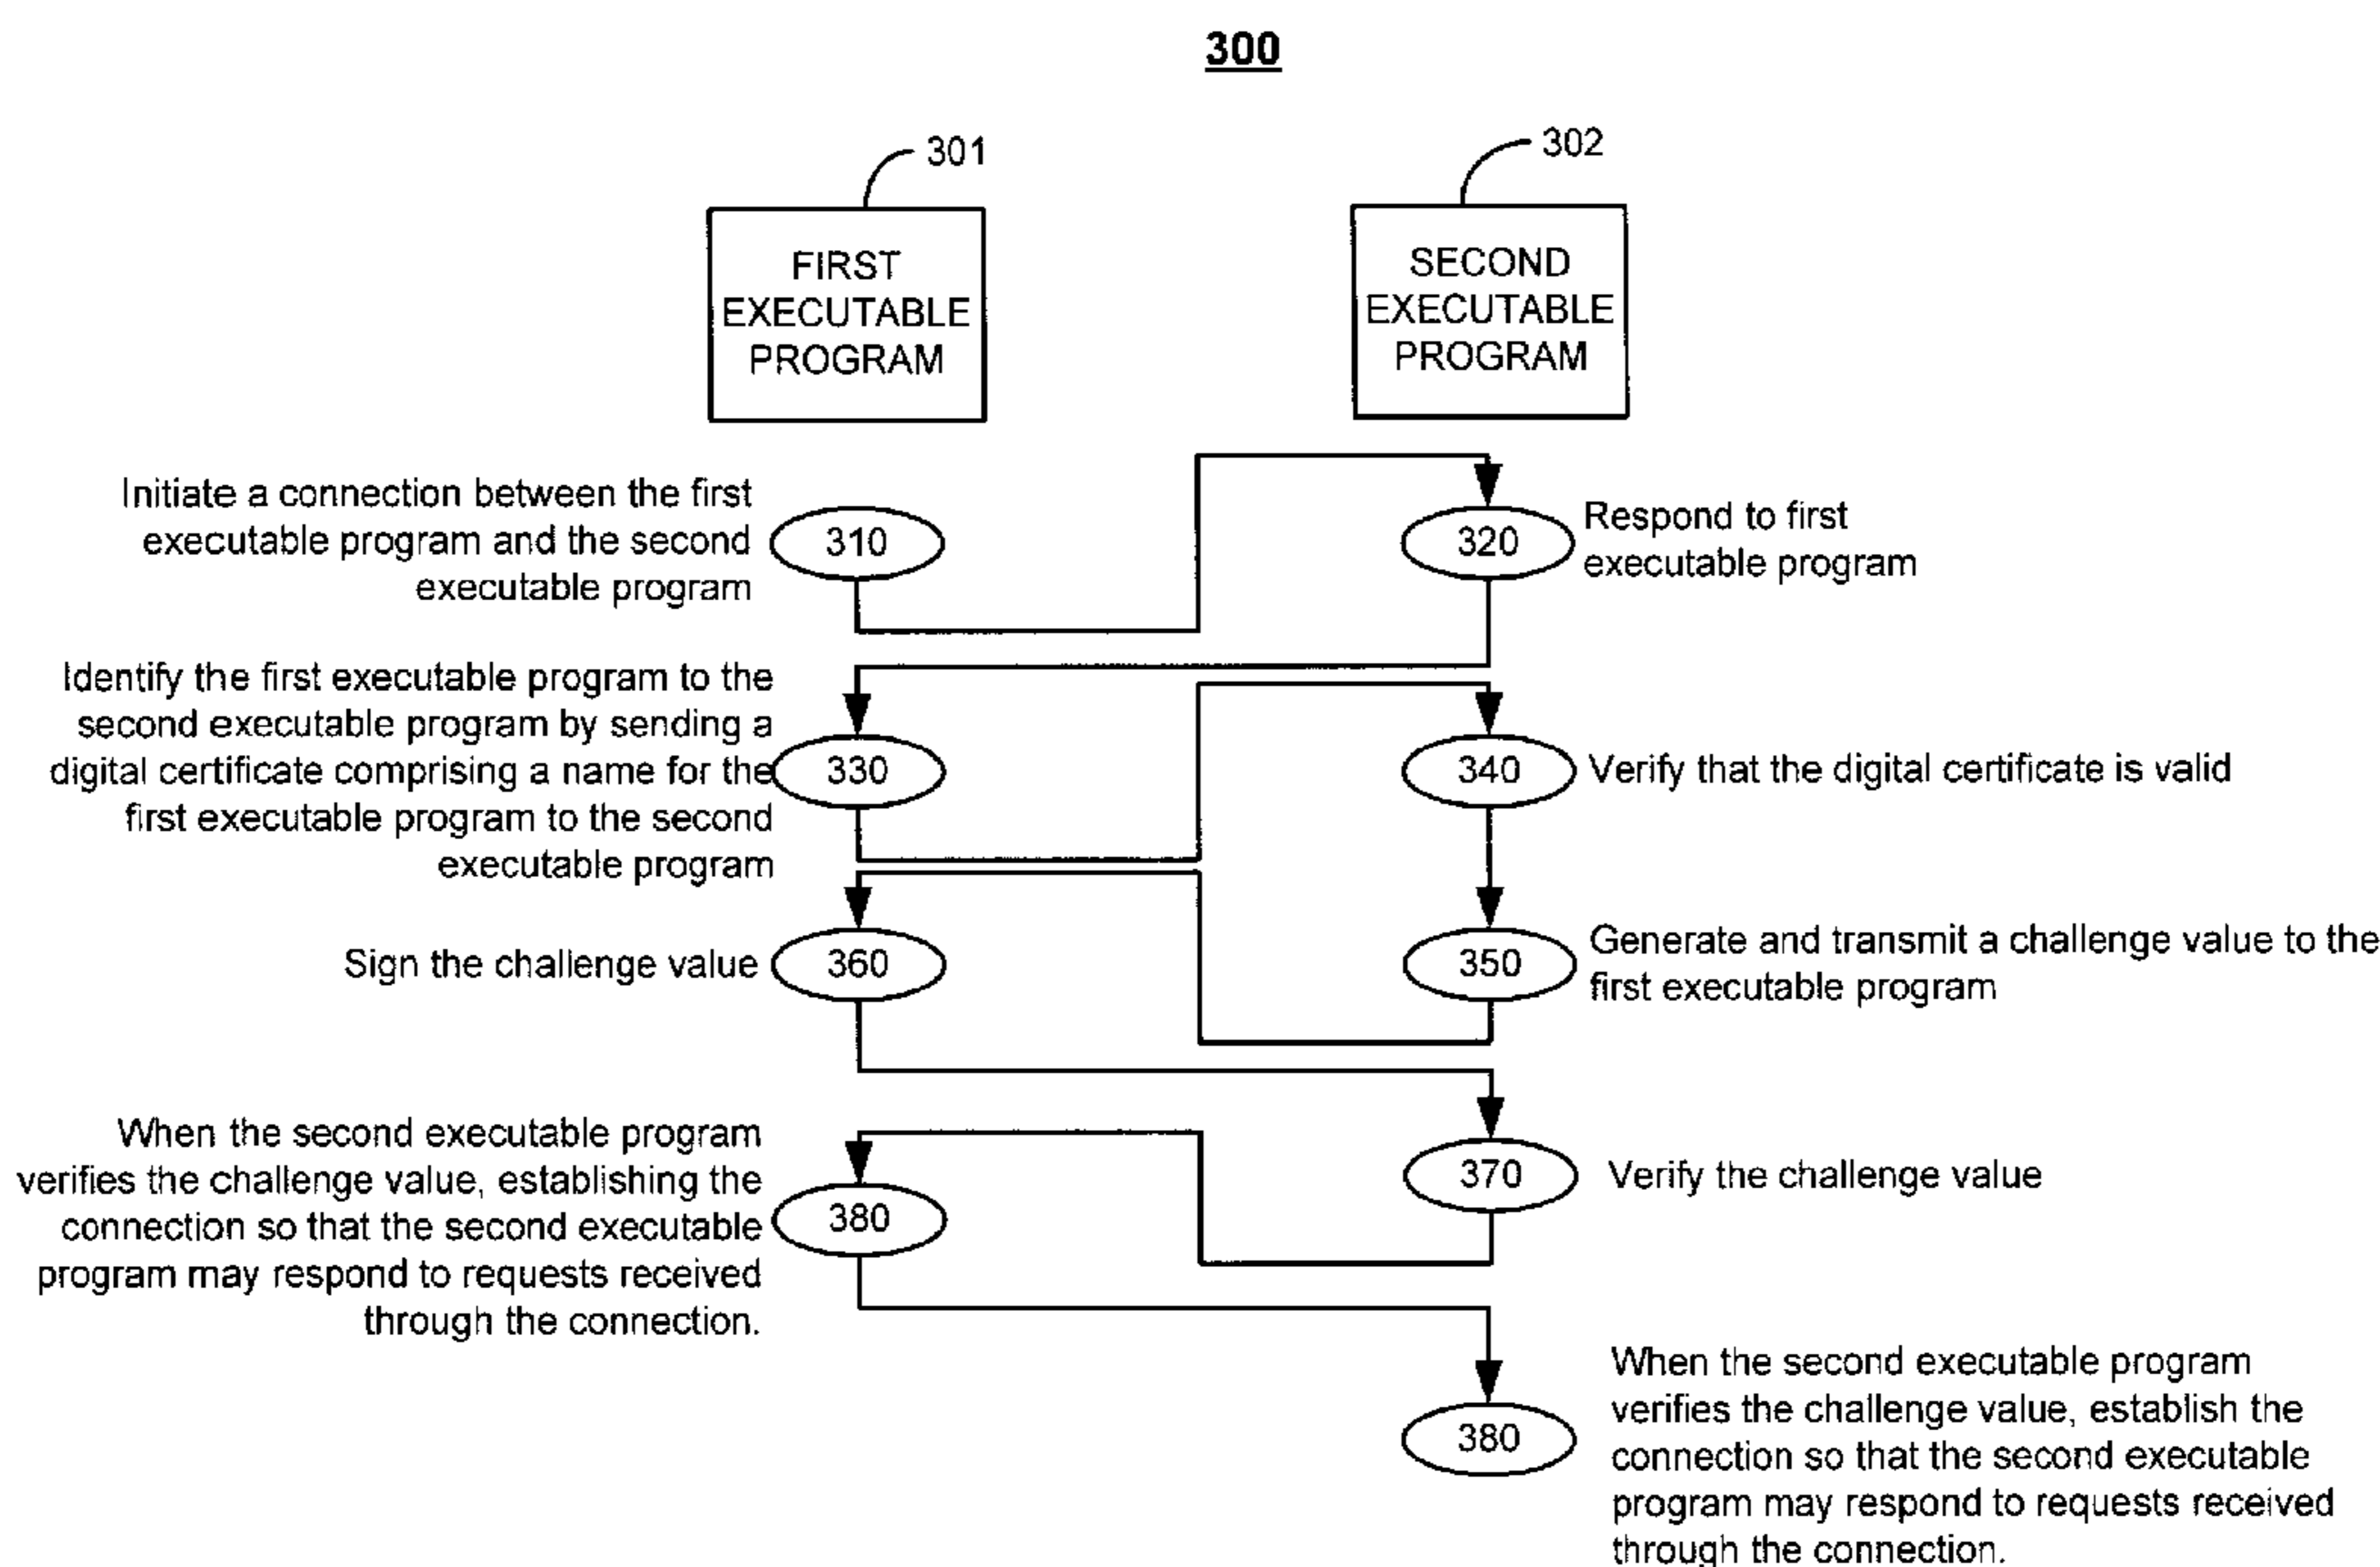 300
301
302
FIRST
EXECUTABLE
PROGRAM
SECOND
EXECUTABLE
PROGRAM
Initiate a connection between the first
executable program and the second
executable program
310
320
Respond to first
executable program
Identify the first executable program to the
second executable program by sending a
digital certificate comprising a name for the
first executable program to the second
executable program
330
340
Verify that the digital certificate is valid
Sign the challenge value
360
350
Generate and transmit a challenge value to the
first executable program
When the second executable program
verifies the challenge value, establishing the
connection so that the second executable
program may respond to requests received
through the connection.
380
370
Verify the challenge value
380
When the second executable program
verifies the challenge value, establish the
connection so that the second executable
program may respond to requests received
through the connection.